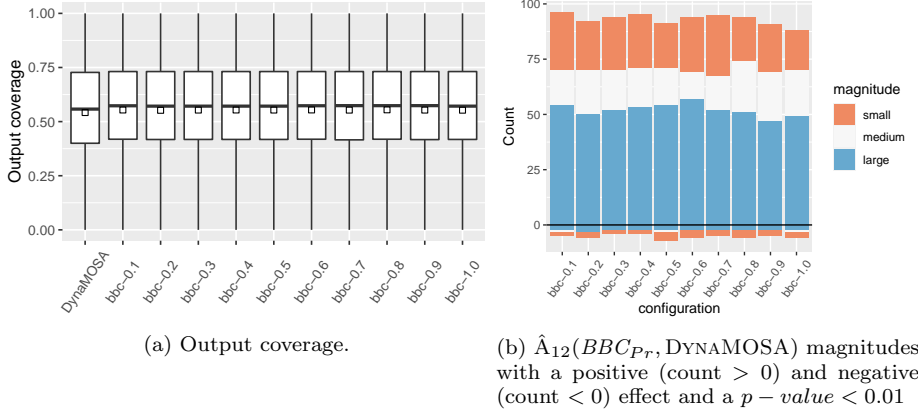 1.00
0.75
0.50
0.25
0.00
Output coverage
DynaMOSA
bbc−0.1
bbc−0.2
bbc−0.3
bbc−0.4
bbc−0.5
bbc−0.6
bbc−0.7
bbc−0.8
bbc−0.9
bbc−1.0
(a) Output coverage.
100
75
50
25
0
Count
bbc−0.1
bbc−0.2
bbc−0.3
bbc−0.4
bbc−0.5
bbc−0.6
bbc−0.7
bbc−0.8
bbc−0.9
bbc−1.0
configuration
magnitude
small
medium
large
(b) Â12(BBCPr, DYNAMOSA) magnitudes
with a positive (count > 0) and negative
(count < 0) effect and a p − value < 0.01